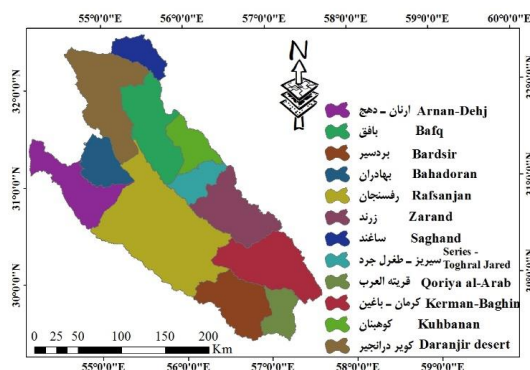 55°0'0"E 56°0'0"E 57°0'0"E 58°0'0"E 59°0'0"E 60°0'0"E
N
32°0'0"N
31°0'0"N
30°0'0"N
ارنان - دهج Arnan-Dehj
بافق Bafq
بردسیر Bardsir
بهادران Bahadoran
رفسنجان Rafsanjan
زرند Zarand
ساغند Saghand
سیریز - طغرل جرد Series - Toghral Jared
قریته العرب Qoriya al-Arab
کرمان - باغین Kerman-Baghin
کوهبنان Kuhbanan
کویر درانجیر Daranjir desert
0 25 50 100 150 200
Km
55°0'0"E 56°0'0"E 57°0'0"E 58°0'0"E 59°0'0"E